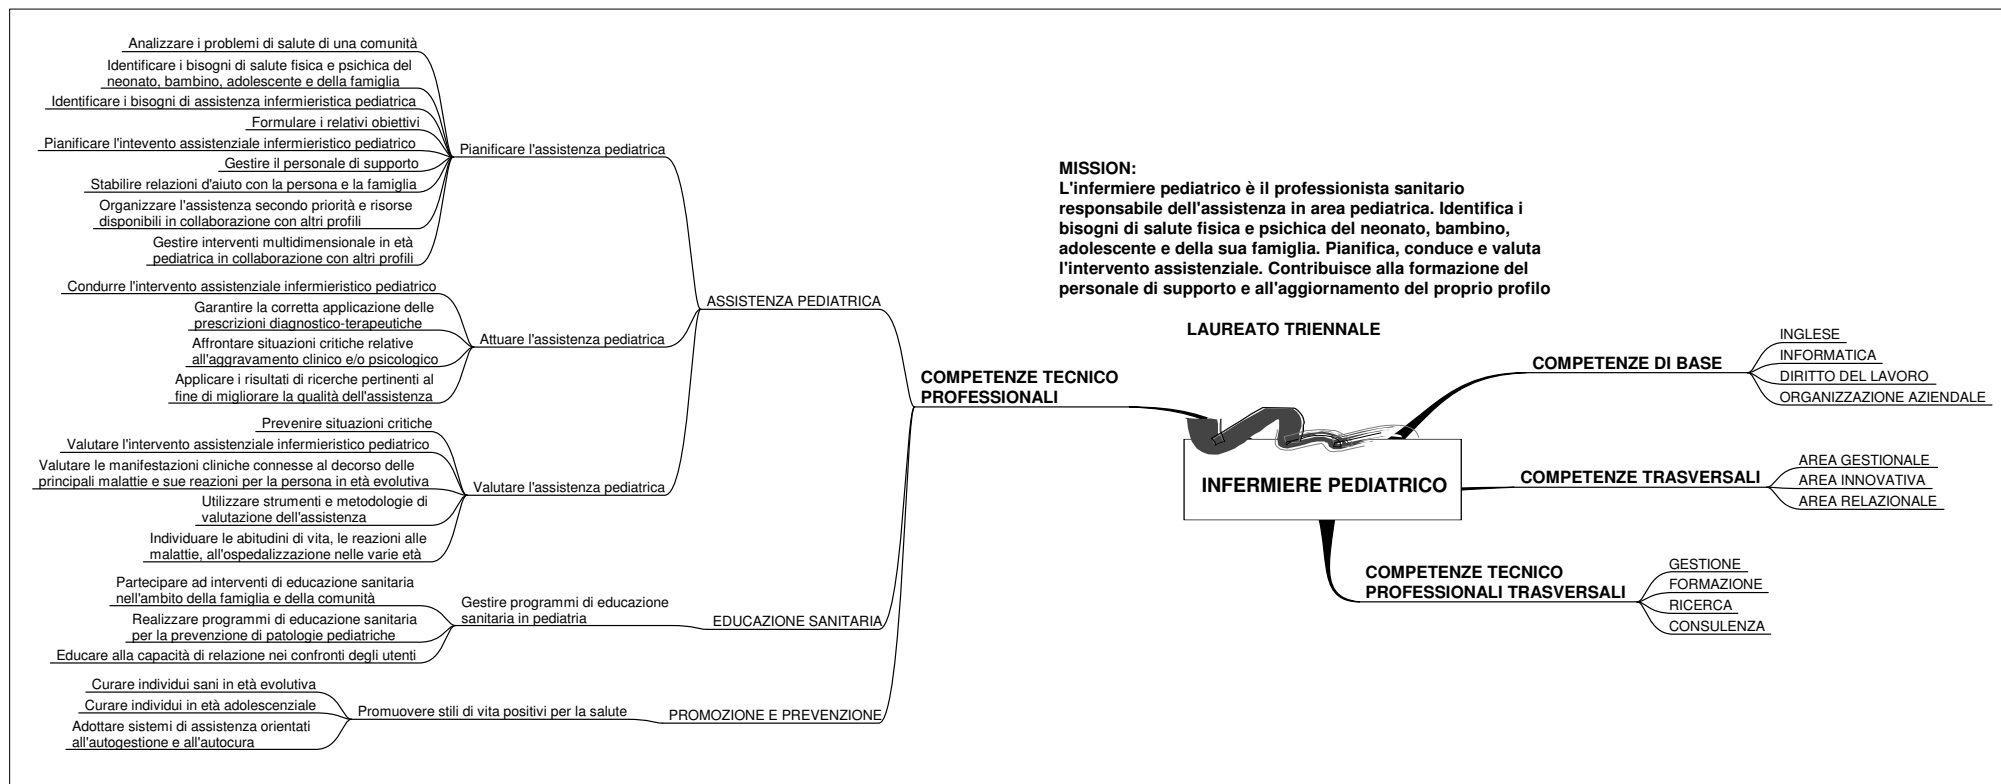 Analizzare i problemi di salute di una comunità
Identificare i bisogni di salute fisica e psichica del
neonato, bambino, adolescente e della famiglia
Identificare i bisogni di assistenza infermieristica pediatrica
Formulare i relativi obiettivi
Pianificare l'intevento assistenziale infermieristico pediatrico
Gestire il personale di supporto
Stabilire relazioni d'aiuto con la persona e la famiglia
Organizzare l'assistenza secondo priorità e risorse
disponibili in collaborazione con altri profili
Gestire interventi multidimensionale in età
pediatrica in collaborazione con altri profili
Pianificare l'assistenza pediatrica
Condurre l'intervento assistenziale infermieristico pediatrico
Garantire la corretta applicazione delle
prescrizioni diagnostico-terapeutiche
Affrontare situazioni critiche relative
all'aggravamento clinico e/o psicologico
Applicare i risultati di ricerche pertinenti al
fine di migliorare la qualità dell'assistenza
Attuare l'assistenza pediatrica
Prevenire situazioni critiche
Valutare l'intervento assistenziale infermieristico pediatrico
Valutare le manifestazioni cliniche connesse al decorso delle
principali malattie e sue reazioni per la persona in età evolutiva
Utilizzare strumenti e metodologie di
valutazione dell'assistenza
Individuare le abitudini di vita, le reazioni alle
malattie, all'ospedalizzazione nelle varie età
Valutare l'assistenza pediatrica
ASSISTENZA PEDIATRICA
Partecipare ad interventi di educazione sanitaria
nell'ambito della famiglia e della comunità
Realizzare programmi di educazione sanitaria
per la prevenzione di patologie pediatriche
Educare alla capacità di relazione nei confronti degli utenti
Gestire programmi di educazione
sanitaria in pediatria
EDUCAZIONE SANITARIA
Curare individui sani in età evolutiva
Curare individui in età adolescenziale
Adottare sistemi di assistenza orientati
all'autogestione e all'autocura
Promuovere stili di vita positivi per la salute
PROMOZIONE E PREVENZIONE
COMPETENZE TECNICO
PROFESSIONALI
MISSION:
L'infermiere pediatrico è il professionista sanitario
responsabile dell'assistenza in area pediatrica. Identifica i
bisogni di salute fisica e psichica del neonato, bambino,
adolescente e della sua famiglia. Pianifica, conduce e valuta
l'intervento assistenziale. Contribuisce alla formazione del
personale di supporto e all'aggiornamento del proprio profilo
LAUREATO TRIENNALE
INFERMIERE PEDIATRICO
COMPETENZE DI BASE
INGLESE
INFORMATICA
DIRITTO DEL LAVORO
ORGANIZZAZIONE AZIENDALE
COMPETENZE TRASVERSALI
AREA GESTIONALE
AREA INNOVATIVA
AREA RELAZIONALE
COMPETENZE TECNICO
PROFESSIONALI TRASVERSALI
GESTIONE
FORMAZIONE
RICERCA
CONSULENZA